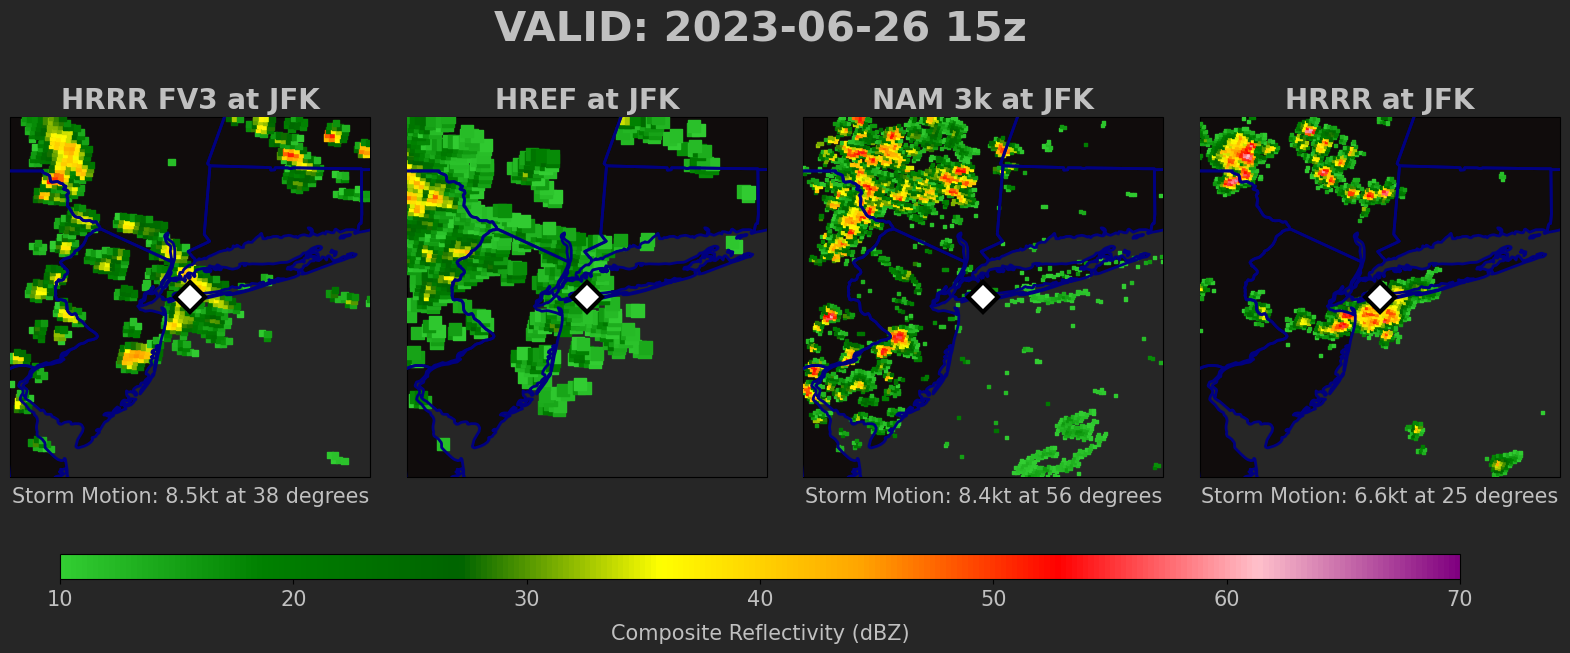 VALID: 2023-06-26 15z
HRRR FV3 at JFK
HREF at JFK
NAM 3k at JFK
HRRR at JFK
Storm Motion: 8.5kt at 38 degrees
Storm Motion: 8.4kt at 56 degrees
Storm Motion: 6.6kt at 25 degrees
10 20 30 40 50 60 70
Composite Reflectivity (dBZ)